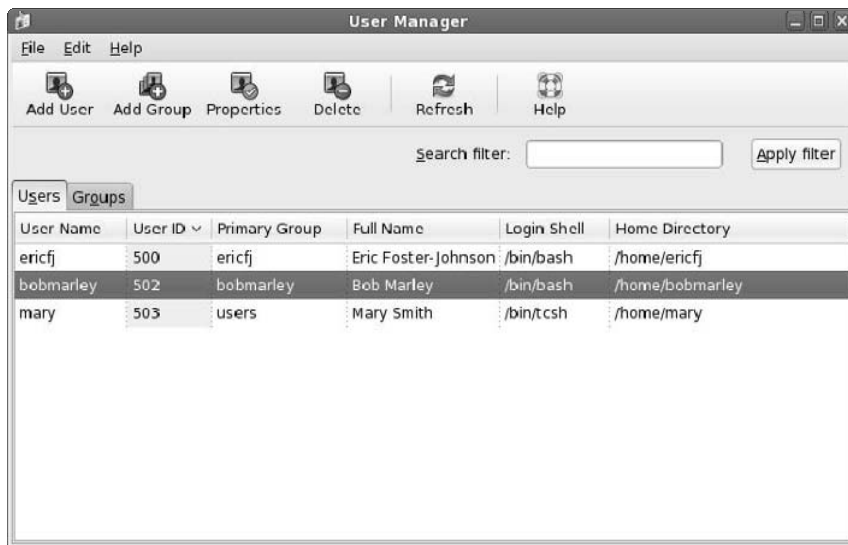 User Manager
File Edit Help
Add User Add Group Properties Delete Refresh Help
Search filter: Apply filter
Users Groups
User Name User ID Primary Group Full Name Login Shell Home Directory
ericfj 500 ericfj Eric Foster-Johnson /bin/bash /home/ericfj
bobmarley 502 bobmarley Bob Marley /bin/bash /home/bobmarley
mary 503 users Mary Smith /bin/tcsh /home/mary